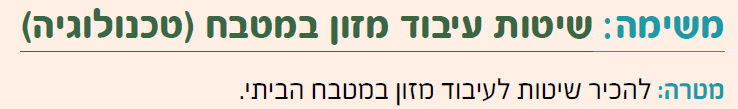 משימה: שיטות עיבוד מזון במטבח (טכנולוגיה)
מטרה: להכיר שיטות לעיבוד מזון במטבח הביתי.